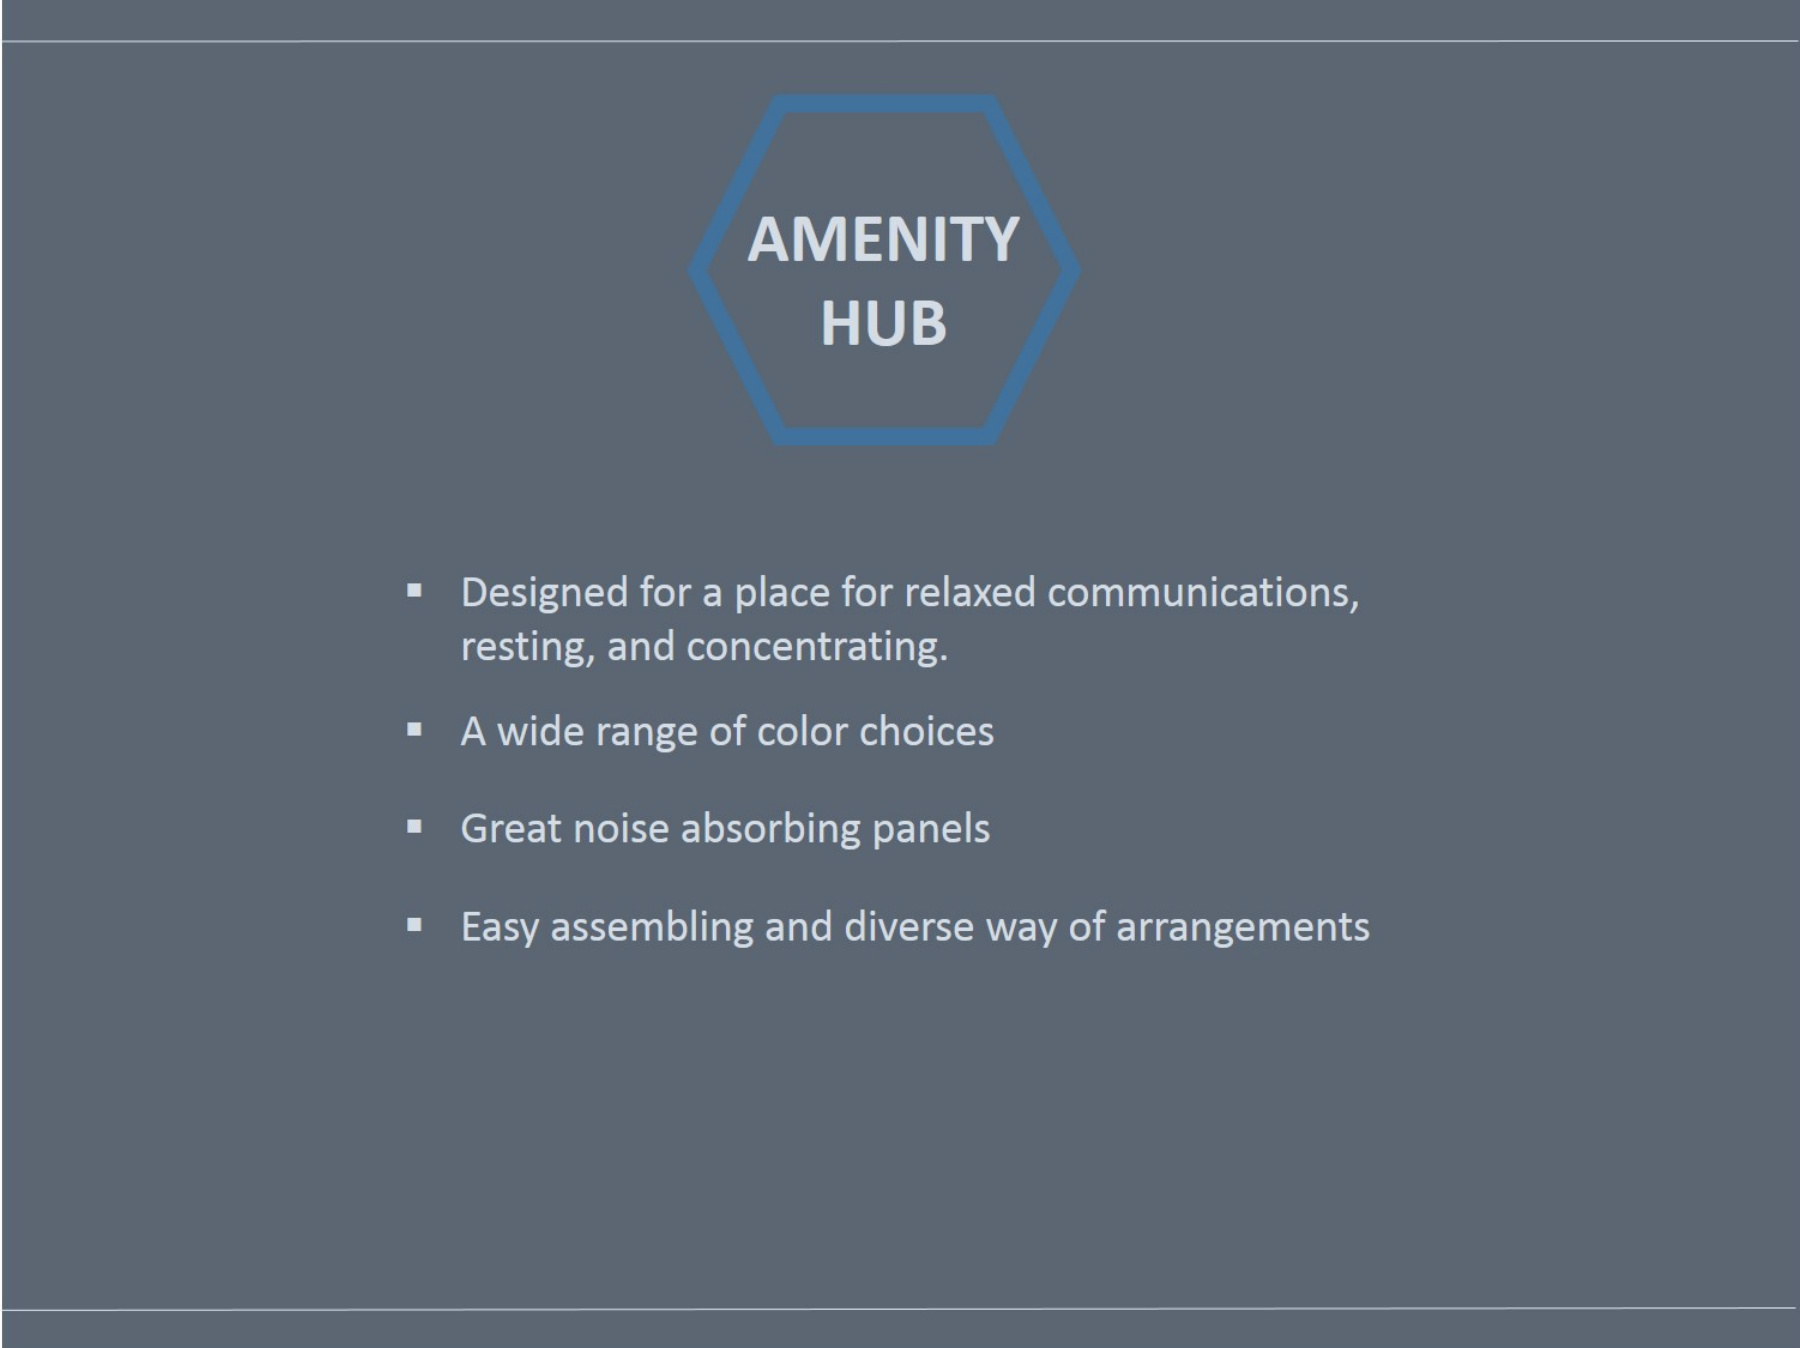 AMENITY
HUB
▪ Designed for a place for relaxed communications,
resting, and concentrating.
▪ A wide range of color choices
▪ Great noise absorbing panels
▪ Easy assembling and diverse way of arrangements